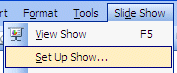 Format Tools Slide Show
View Show F5
Set Up Show...